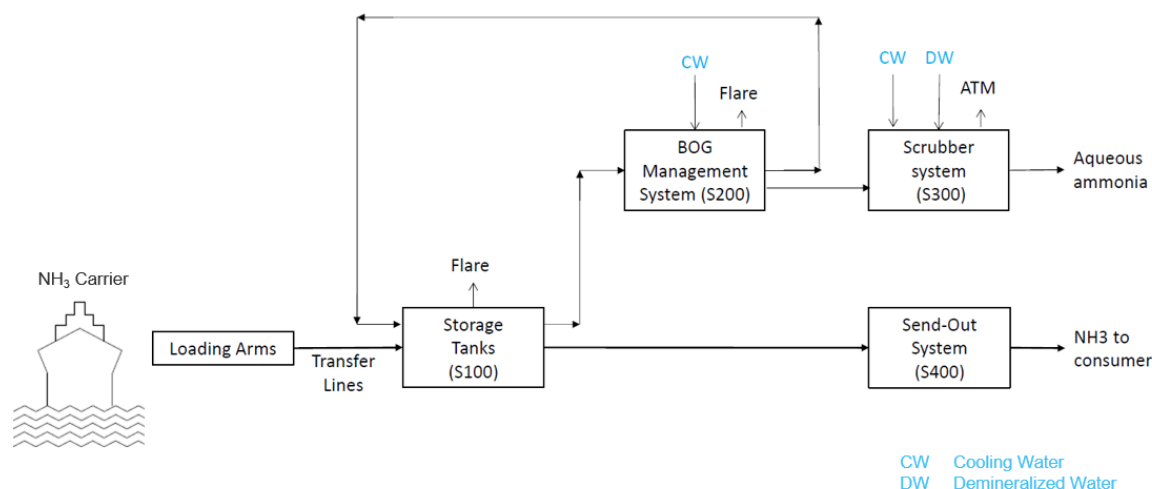 CW
Flare
BOG
Management
System (S200)
CW
DW
ATM
Scrubber
system
(S300)
Aqueous
ammonia
NH₃ Carrier
Loading Arms
Transfer
Lines
Flare
Storage
Tanks
(S100)
Send-Out
System
(S400)
NH3 to
consumer
CW Cooling Water
DW Demineralized Water